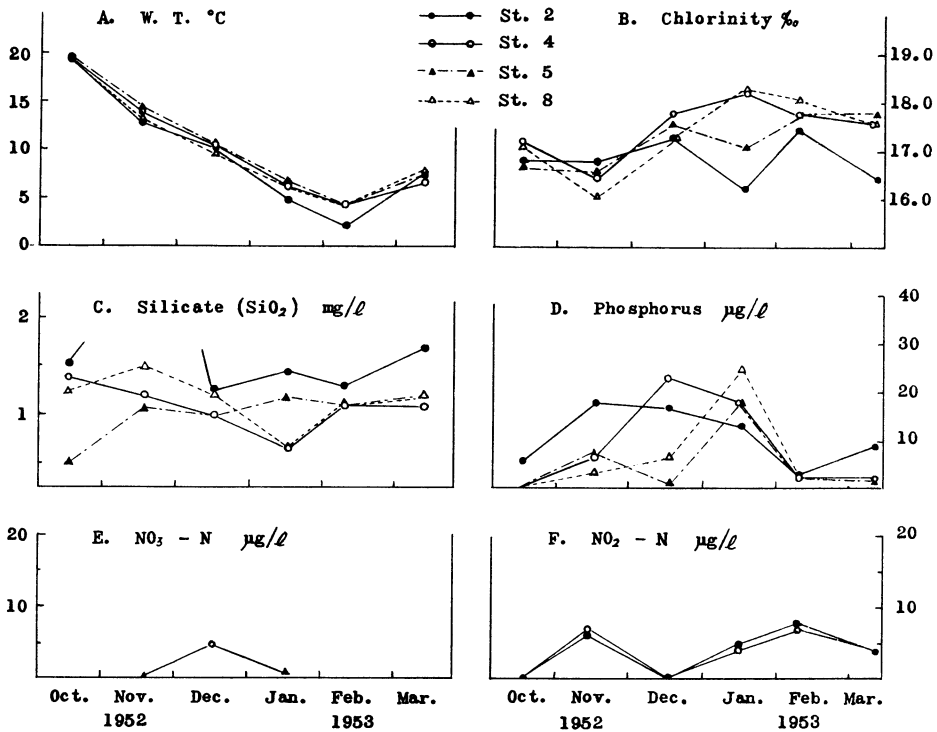 A. W. T. °C
St. 2
St. 4
St. 5
St. 8
B. Chlorinity ‰
20
15
10
5
0
19.0
18.0
17.0
16.0
C. Silicate (SiO₂) mg/ℓ
2
1
D. Phosphorus μg/ℓ
40
30
20
10
E. NO₃ - N μg/ℓ
20
10
F. NO₂ - N μg/ℓ
20
10
Oct. Nov. Dec. Jan. Feb. Mar.
1952 1953
Oct. Nov. Dec. Jan. Feb. Mar.
1952 1953